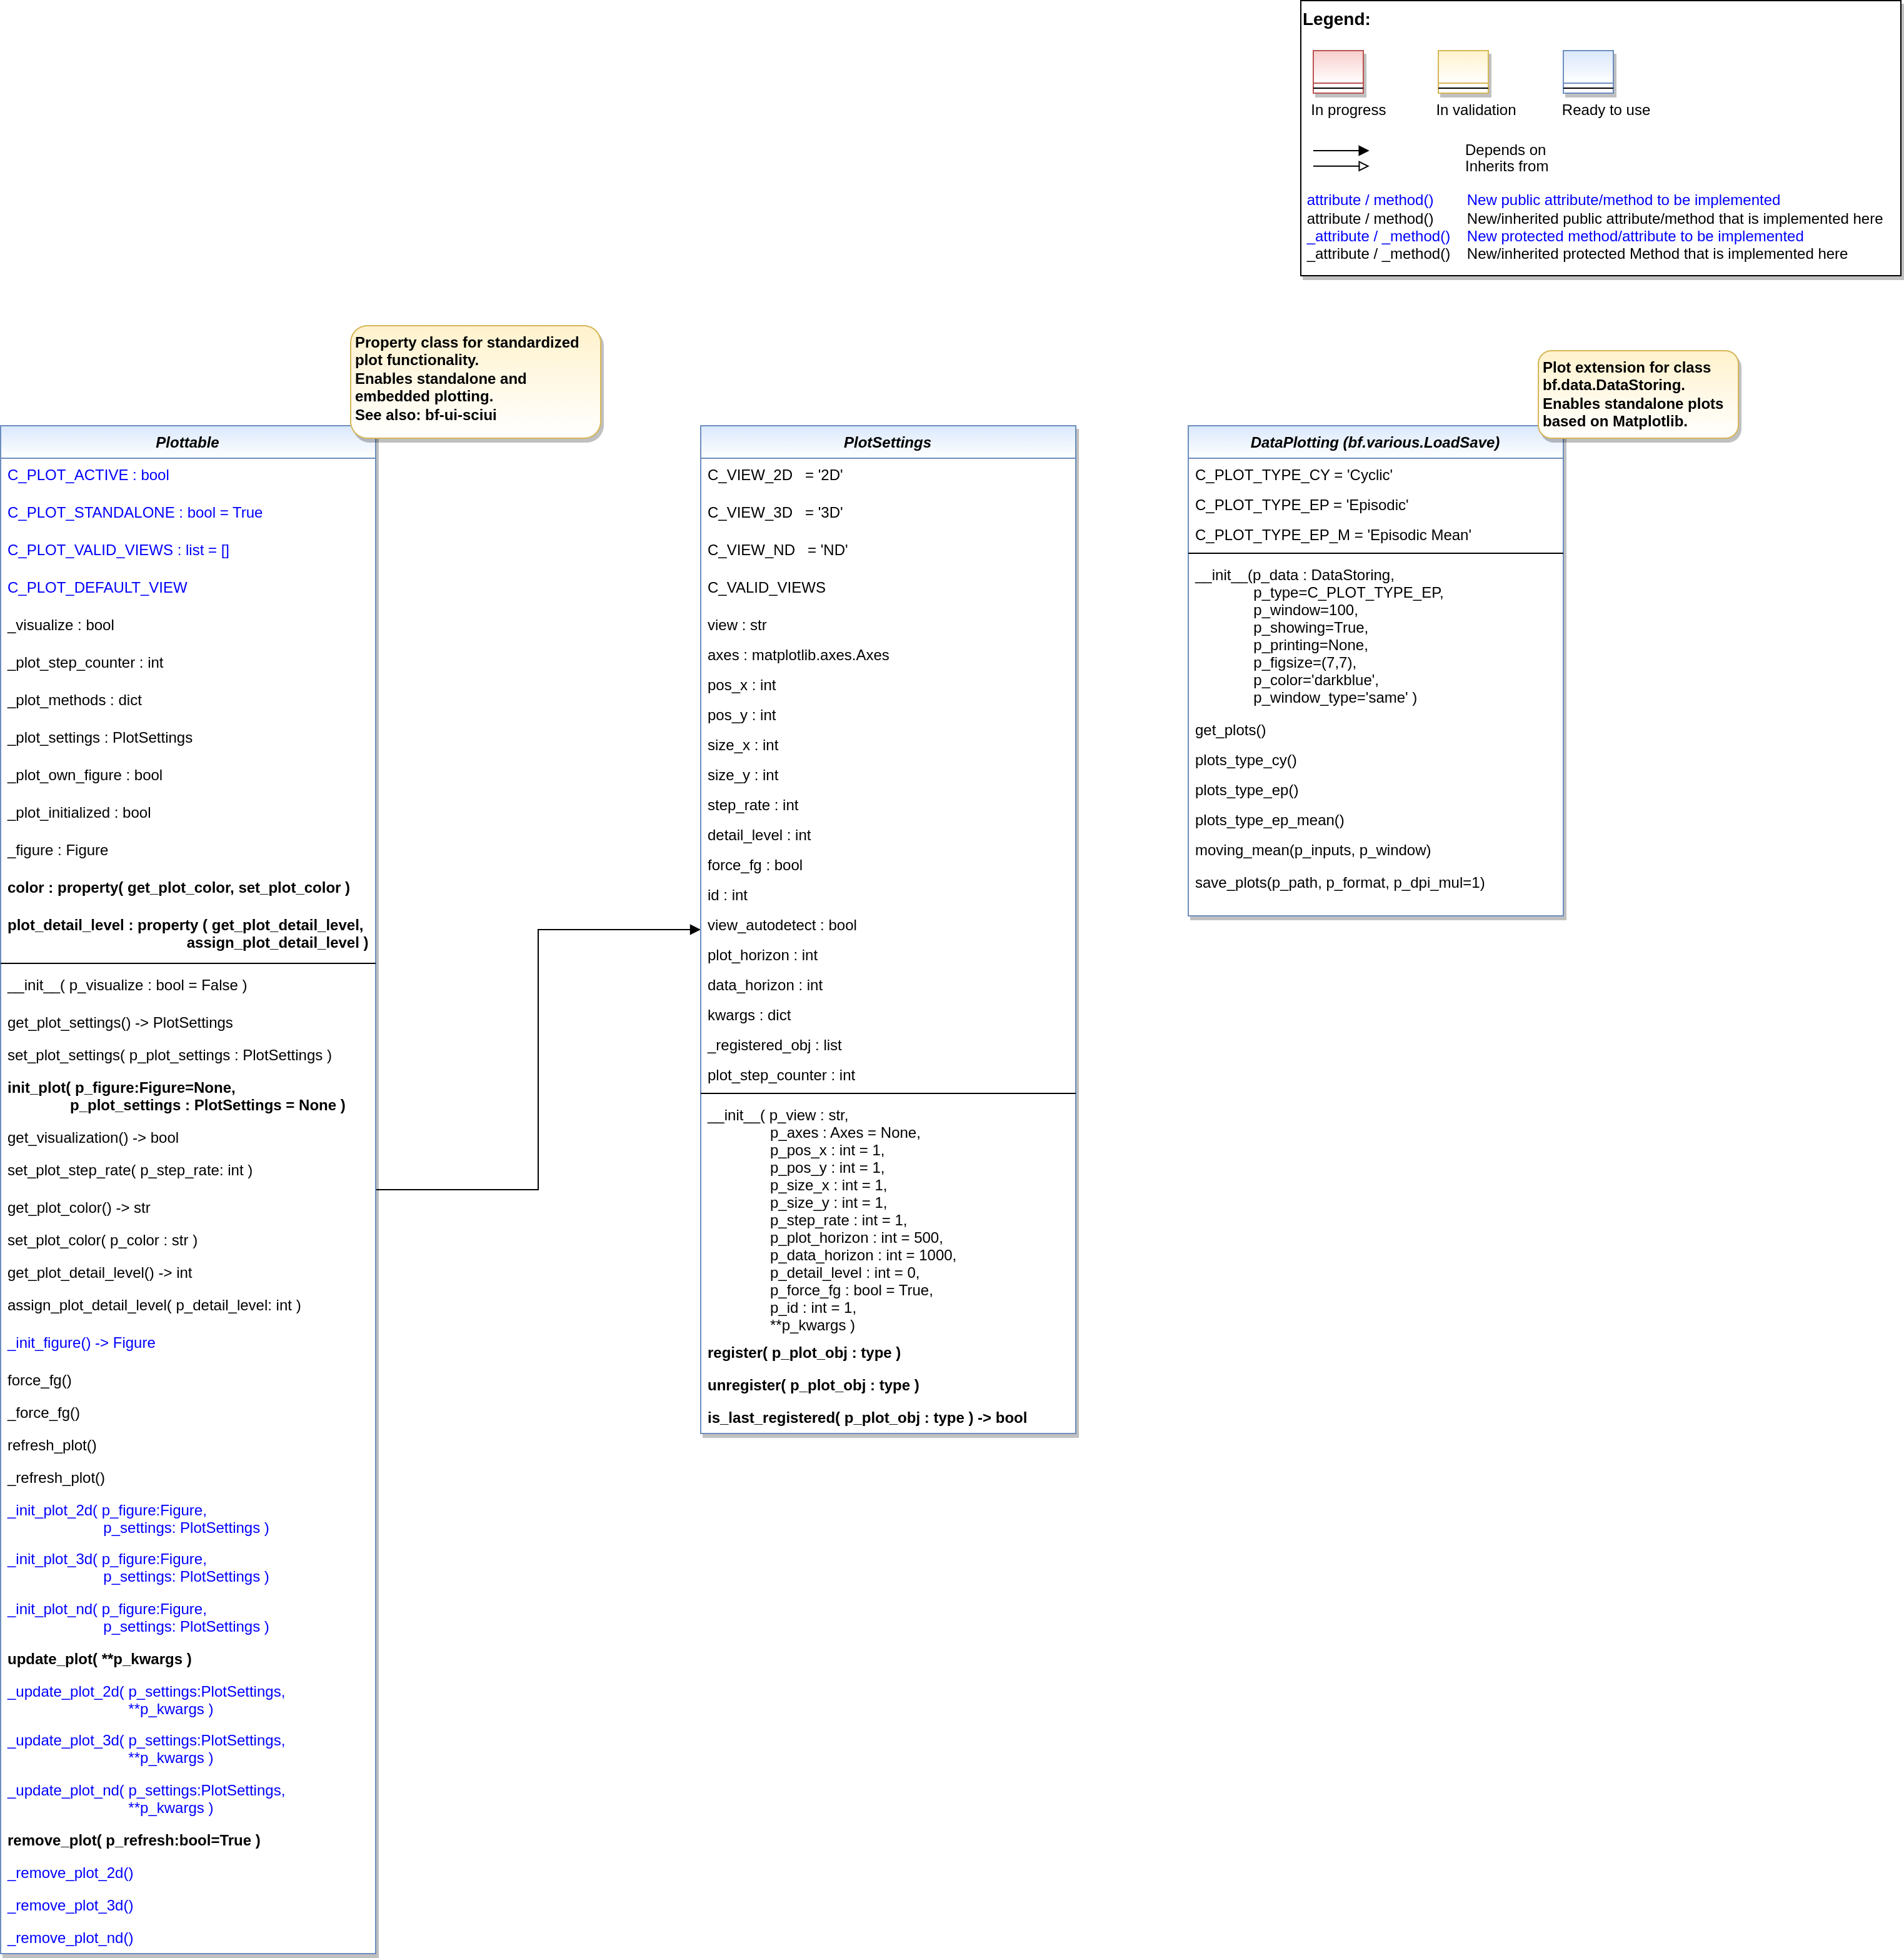 Legend:
In progress
In validation
Ready to use
Depends on
Inherits from
attribute / method() New public attribute/method to be implemented
attribute / method() New/inherited public attribute/method that is implemented here
_attribute / _method() New protected method/attribute to be implemented
_attribute / _method() New/inherited protected Method that is implemented here
Property class for standardized
plot functionality.
Enables standalone and
embedded plotting.
See also: bf-ui-sciui
Plottable
C_PLOT_ACTIVE : bool
C_PLOT_STANDALONE : bool = True
C_PLOT_VALID_VIEWS : list = []
C_PLOT_DEFAULT_VIEW
_visualize : bool
_plot_step_counter : int
_plot_methods : dict
_plot_settings : PlotSettings
_plot_own_figure : bool
_plot_initialized : bool
_figure : Figure
color : property( get_plot_color, set_plot_color )
plot_detail_level : property ( get_plot_detail_level,
assign_plot_detail_level )
__init__( p_visualize : bool = False )
get_plot_settings() -> PlotSettings
set_plot_settings( p_plot_settings : PlotSettings )
init_plot( p_figure:Figure=None,
p_plot_settings : PlotSettings = None )
get_visualization() -> bool
set_plot_step_rate( p_step_rate: int )
get_plot_color() -> str
set_plot_color( p_color : str )
get_plot_detail_level() -> int
assign_plot_detail_level( p_detail_level: int )
_init_figure() -> Figure
force_fg()
_force_fg()
refresh_plot()
_refresh_plot()
_init_plot_2d( p_figure:Figure,
p_settings: PlotSettings )
_init_plot_3d( p_figure:Figure,
p_settings: PlotSettings )
_init_plot_nd( p_figure:Figure,
p_settings: PlotSettings )
update_plot( **p_kwargs )
_update_plot_2d( p_settings:PlotSettings,
**p_kwargs )
_update_plot_3d( p_settings:PlotSettings,
**p_kwargs )
_update_plot_nd( p_settings:PlotSettings,
**p_kwargs )
remove_plot( p_refresh:bool=True )
_remove_plot_2d()
_remove_plot_3d()
_remove_plot_nd()
PlotSettings
C_VIEW_2D = '2D'
C_VIEW_3D = '3D'
C_VIEW_ND = 'ND'
C_VALID_VIEWS
view : str
axes : matplotlib.axes.Axes
pos_x : int
pos_y : int
size_x : int
size_y : int
step_rate : int
detail_level : int
force_fg : bool
id : int
view_autodetect : bool
plot_horizon : int
data_horizon : int
kwargs : dict
_registered_obj : list
plot_step_counter : int
__init__( p_view : str,
p_axes : Axes = None,
p_pos_x : int = 1,
p_pos_y : int = 1,
p_size_x : int = 1,
p_size_y : int = 1,
p_step_rate : int = 1,
p_plot_horizon : int = 500,
p_data_horizon : int = 1000,
p_detail_level : int = 0,
p_force_fg : bool = True,
p_id : int = 1,
**p_kwargs )
register( p_plot_obj : type )
unregister( p_plot_obj : type )
is_last_registered( p_plot_obj : type ) -> bool
Plot extension for class
bf.data.DataStoring.
Enables standalone plots
based on Matplotlib.
DataPlotting (bf.various.LoadSave)
C_PLOT_TYPE_CY = 'Cyclic'
C_PLOT_TYPE_EP = 'Episodic'
C_PLOT_TYPE_EP_M = 'Episodic Mean'
__init__(p_data : DataStoring,
p_type=C_PLOT_TYPE_EP,
p_window=100,
p_showing=True,
p_printing=None,
p_figsize=(7,7),
p_color='darkblue',
p_window_type='same' )
get_plots()
plots_type_cy()
plots_type_ep()
plots_type_ep_mean()
moving_mean(p_inputs, p_window)
save_plots(p_path, p_format, p_dpi_mul=1)